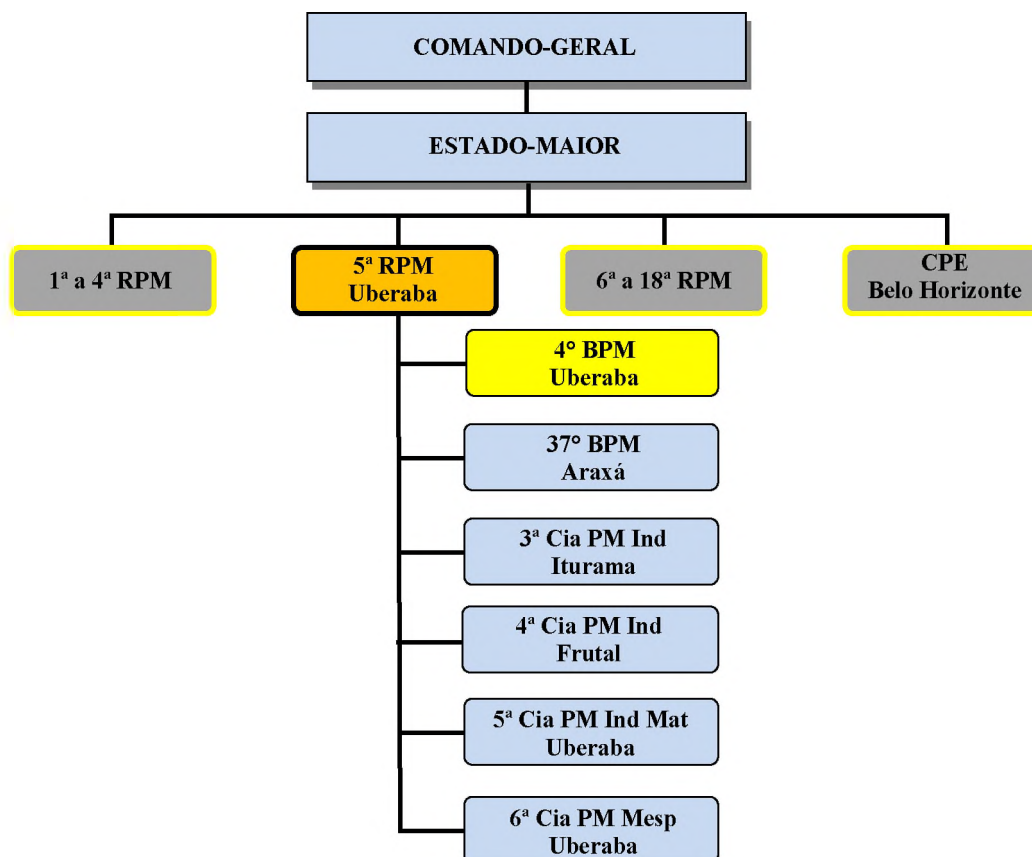 COMANDO-GERAL
ESTADO-MAIOR
1ª a 4ª RPM
5ª RPM
Uberaba
6ª a 18ª RPM
CPE
Belo Horizonte
4° BPM
Uberaba
37° BPM
Araxá
3ª Cia PM Ind
Iturama
4ª Cia PM Ind
Frutal
5ª Cia PM Ind Mat
Uberaba
6ª Cia PM Mesp
Uberaba